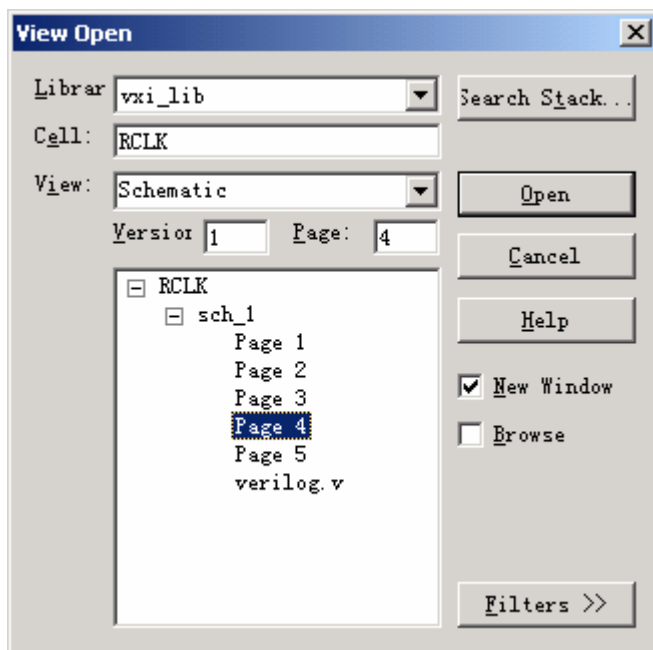 View Open
Librar vxi_lib Search Stack...
Cell: RCLK
View: Schematic Open
Versior 1 Page: 4
Cancel
RCLK
sch_1 Help
Page 1
Page 2
Page 3 New Window
Page 4 Browse
Page 5
verilog.v
Filters >>